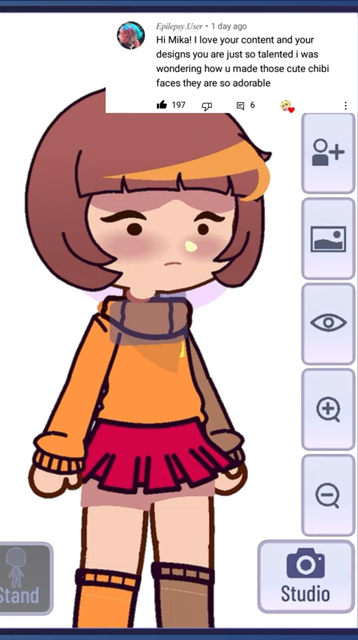 Epilepsy.User • 1 day ago
Hi Mika! I love your content and your
designs you are just so talented i was
wondering how u made those cute chibi
faces they are so adorable
197
6
Stand
Studio